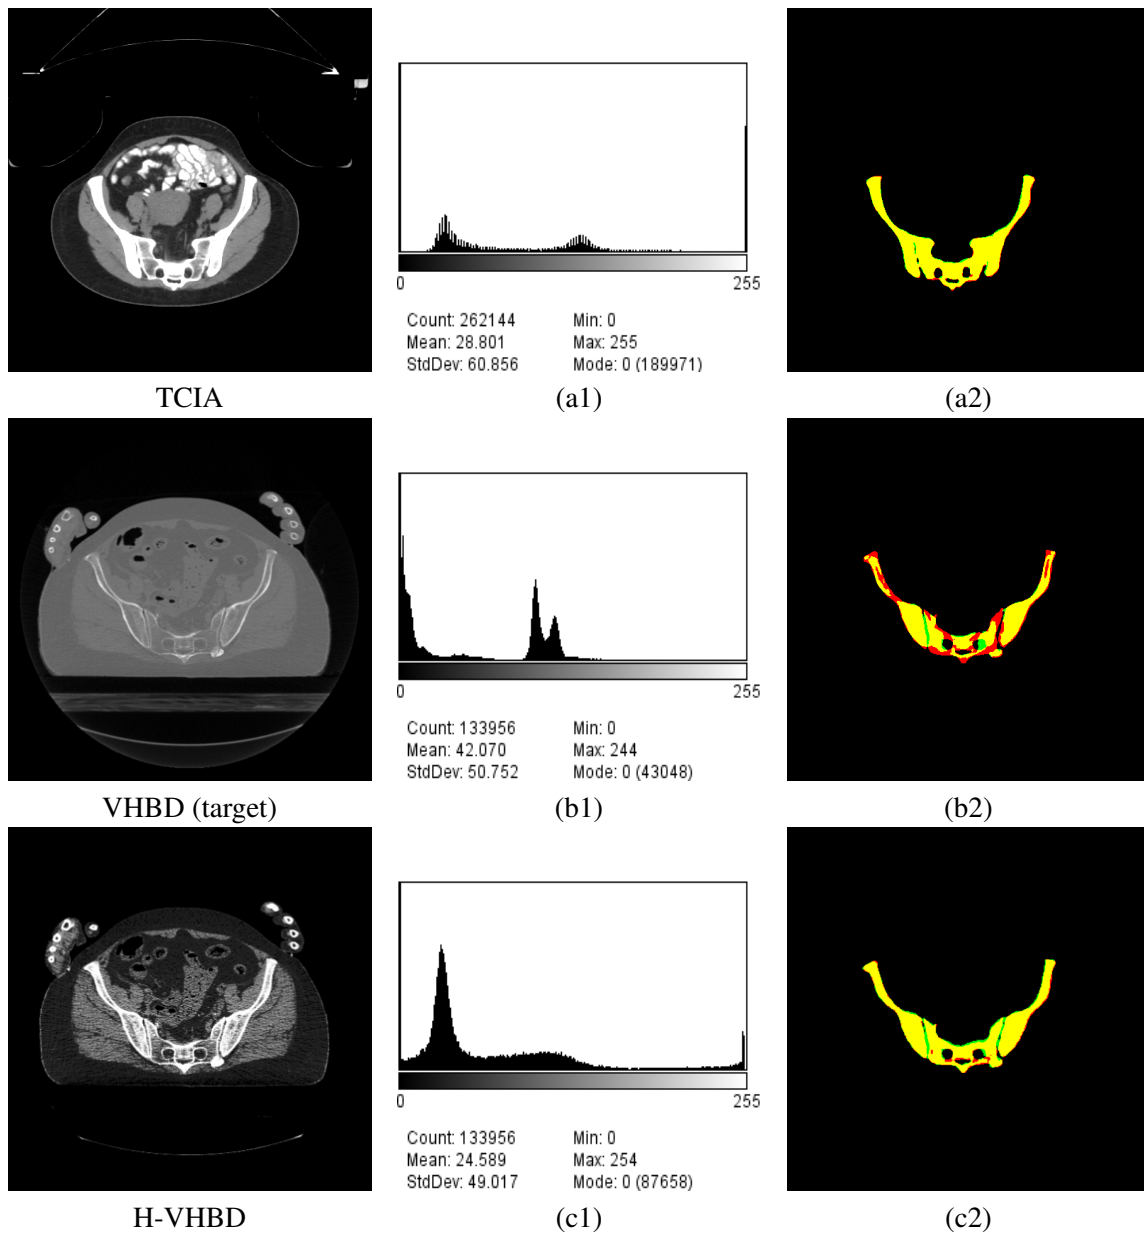 0 255
Count: 262144 Min: 0
Mean: 28.801 Max: 255
StdDev: 60.856 Mode: 0 (189971)
TCIA (a1) (a2)
0 255
Count: 133956 Min: 0
Mean: 42.070 Max: 244
StdDev: 50.752 Mode: 0 (43048)
VHBD (target) (b1) (b2)
0 255
Count: 133956 Min: 0
Mean: 24.589 Max: 254
StdDev: 49.017 Mode: 0 (87658)
H-VHBD (c1) (c2)